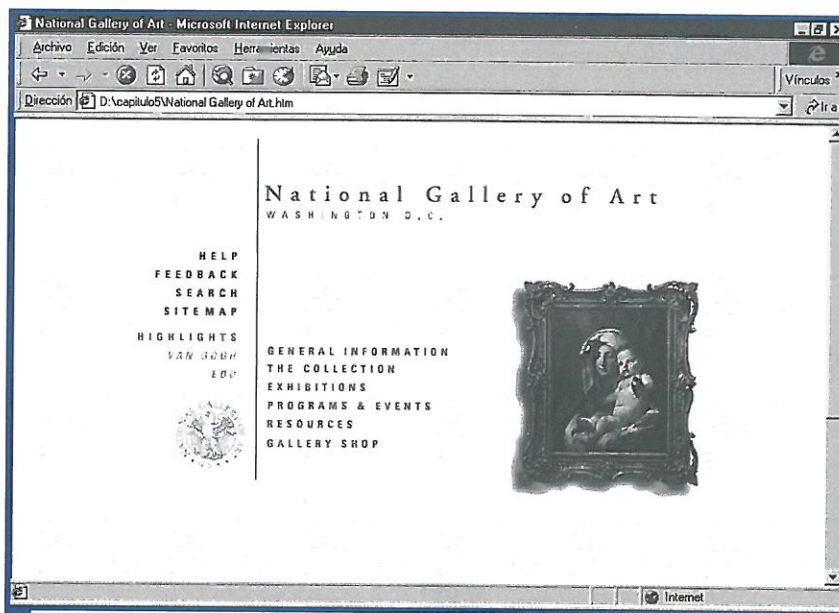 National Gallery of Art - Microsoft Internet Explorer
Archivo Edición Ver Favoritos Herramientas Ayuda
Vínculos
Dirección D:\capitulo5\National Gallery of Art.htm Ir a
National Gallery of Art
WASHINGTON D.C.
HELP
FEEDBACK
SEARCH
SITEMAP
HIGHLIGHTS
VAN GOGH
EDO
GENERAL INFORMATION
THE COLLECTION
EXHIBITIONS
PROGRAMS & EVENTS
RESOURCES
GALLERY SHOP
Internet